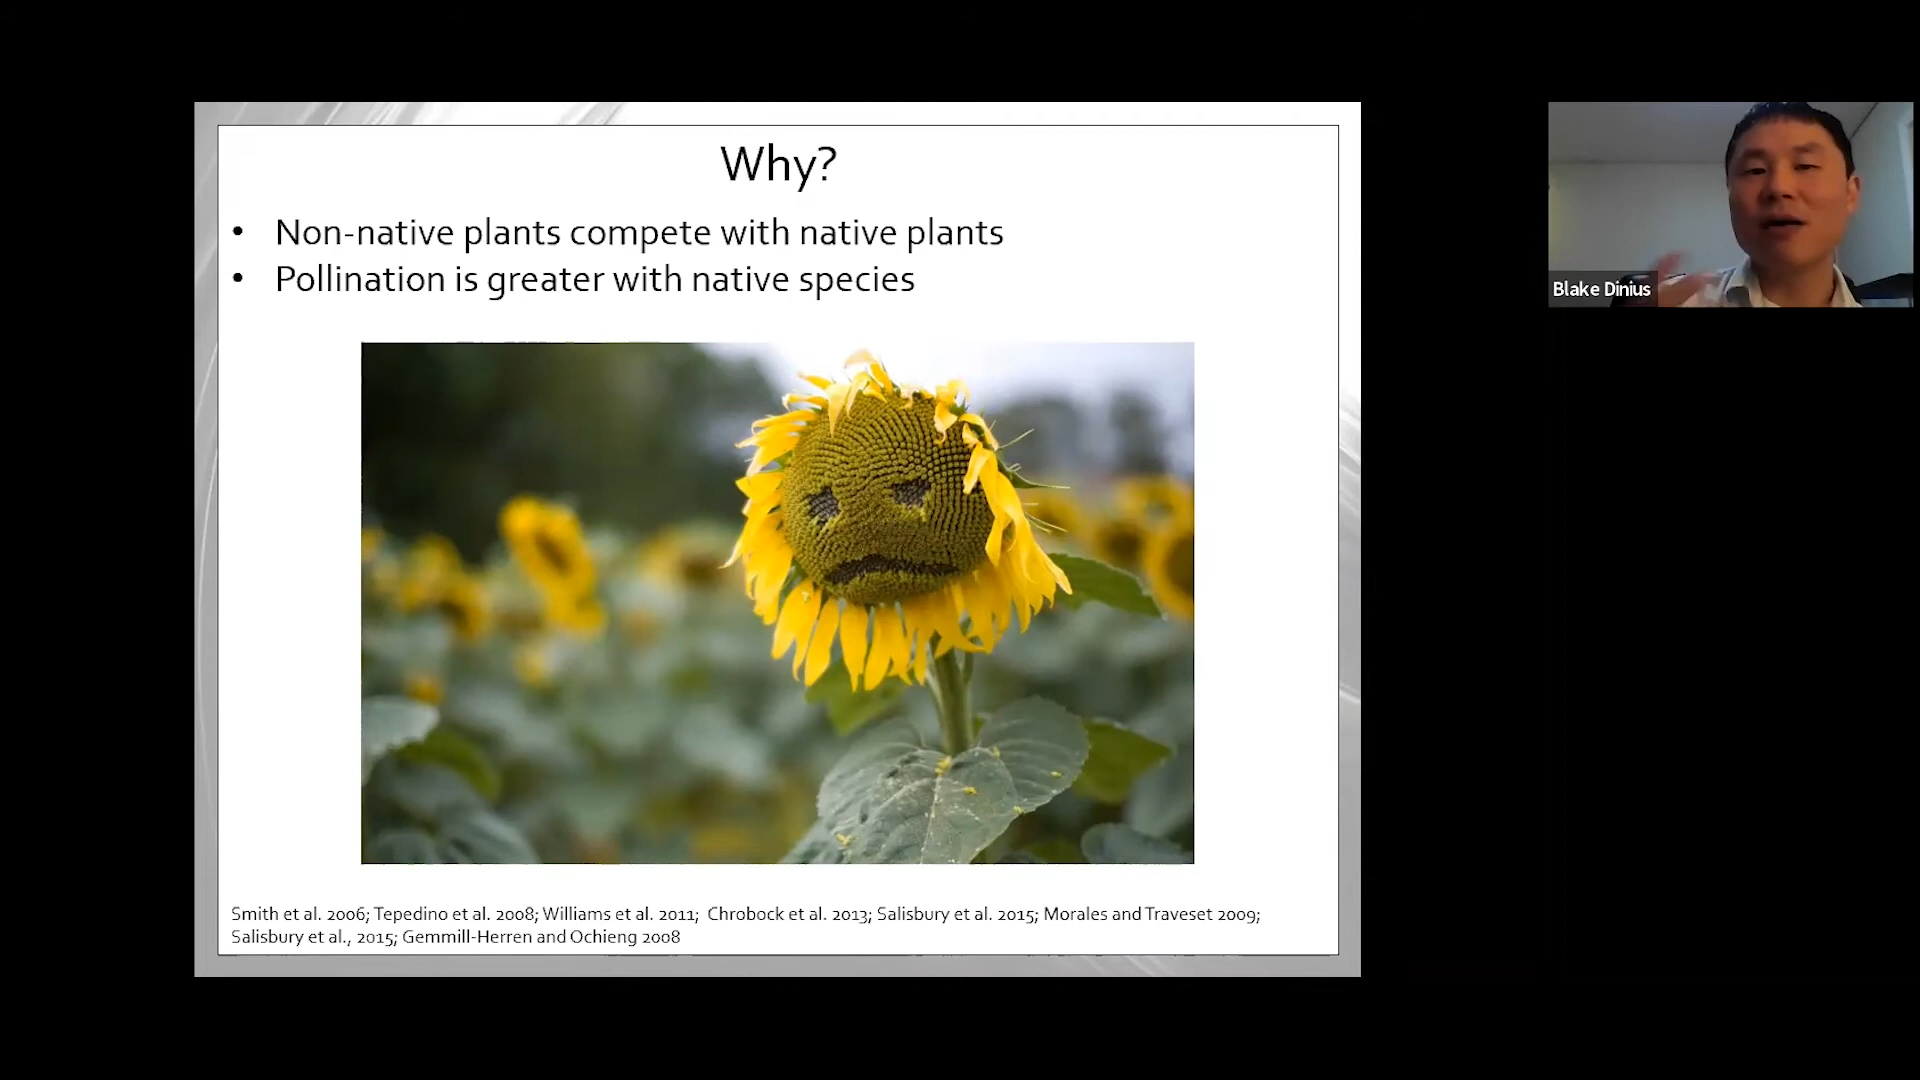 Why?
• Non-native plants compete with native plants
• Pollination is greater with native species
Smith et al. 2006; Tepedino et al. 2008; Williams et al. 2011;  Chrobock et al. 2013; Salisbury et al. 2015; Morales and Traveset 2009;
Salisbury et al., 2015; Gemmill-Herren and Ochieng 2008
Blake Dinius